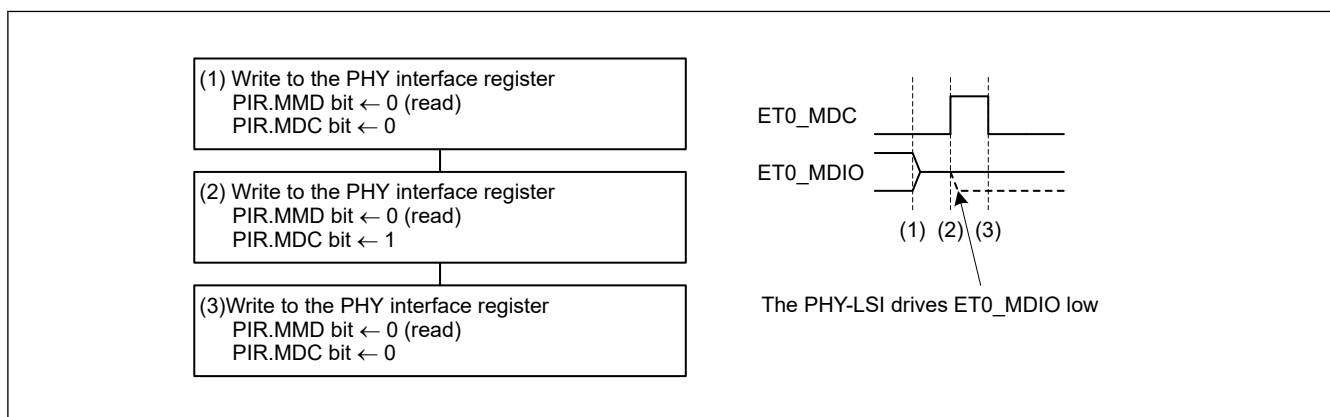 (1) Write to the PHY interface register
PIR.MMD bit ← 0 (read)
PIR.MDC bit ← 0
(2) Write to the PHY interface register
PIR.MMD bit ← 0 (read)
PIR.MDC bit ← 1
(3)Write to the PHY interface register
PIR.MMD bit ← 0 (read)
PIR.MDC bit ← 0
ET0_MDC
ET0_MDIO
(1) (2) (3)
The PHY-LSI drives ET0_MDIO low